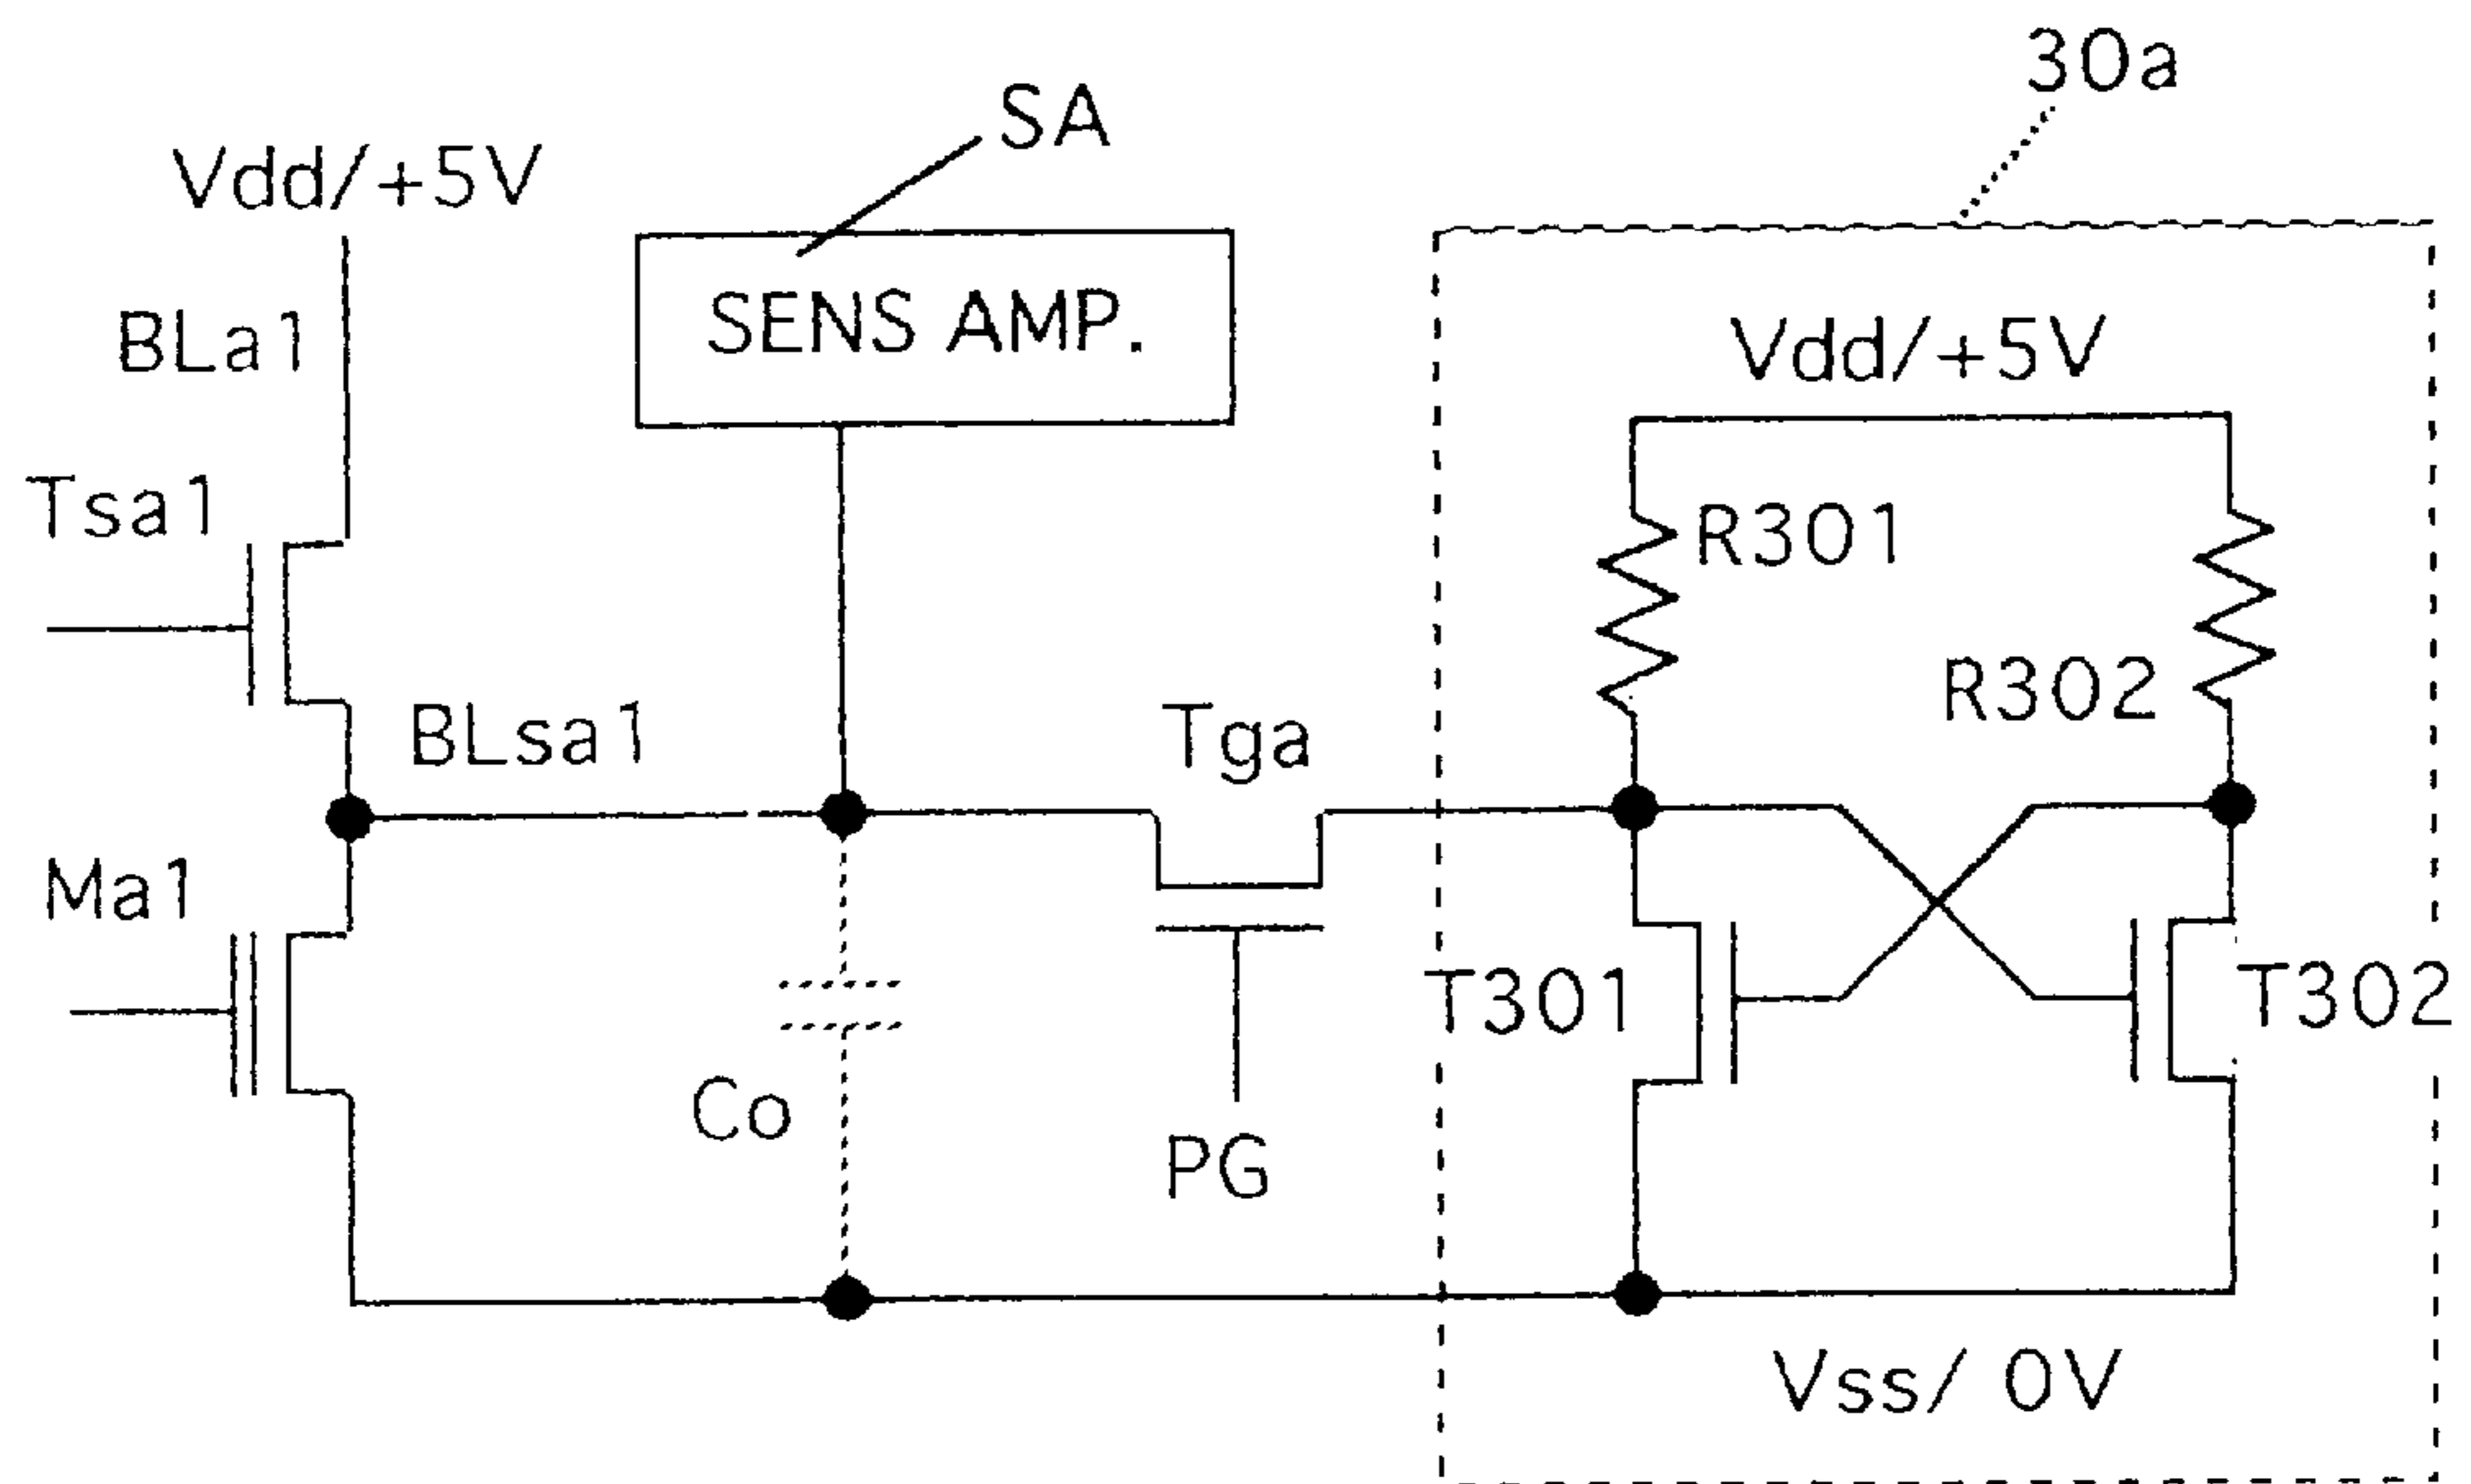 30a
SA
Vdd/+5V
SENS AMP.
BLa1
Vdd/+5V
Tsa1
R301
R302
BLsa1
Tga
Ma1
T301
T302
Co
PG
Vss/ 0V